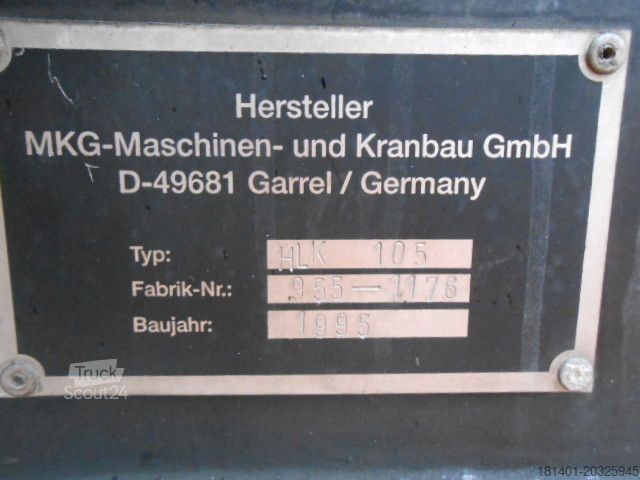 Hersteller
MKG-Maschinen- und Kranbau GmbH
D-49681 Garrel / Germany
Typ: HLK 105
Fabrik-Nr.: 955-1176
Baujahr: 1995
Truck
Scout24
181401-20325945